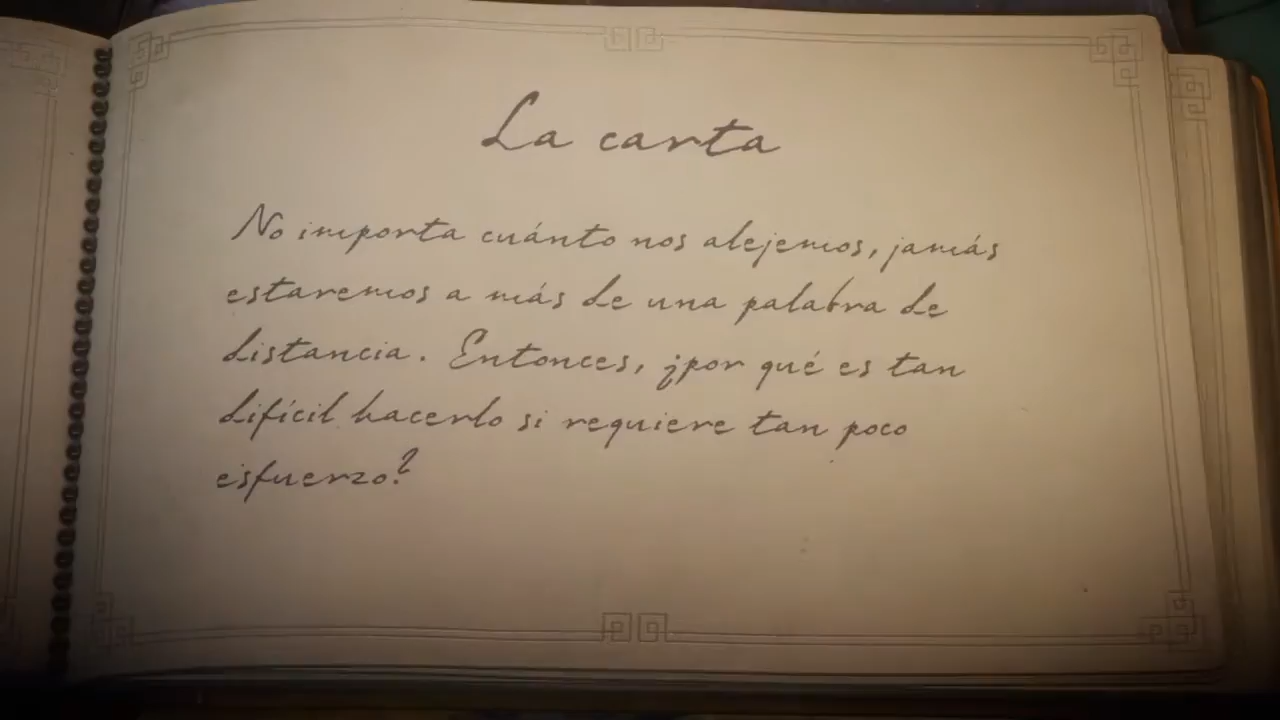 La carta
No importa cuánto nos alejemos, jamás
estaremos a más de una palabra de
distancia. Entonces, ¿por qué es tan
difícil hacerlo si requiere tan poco
esfuerzo?